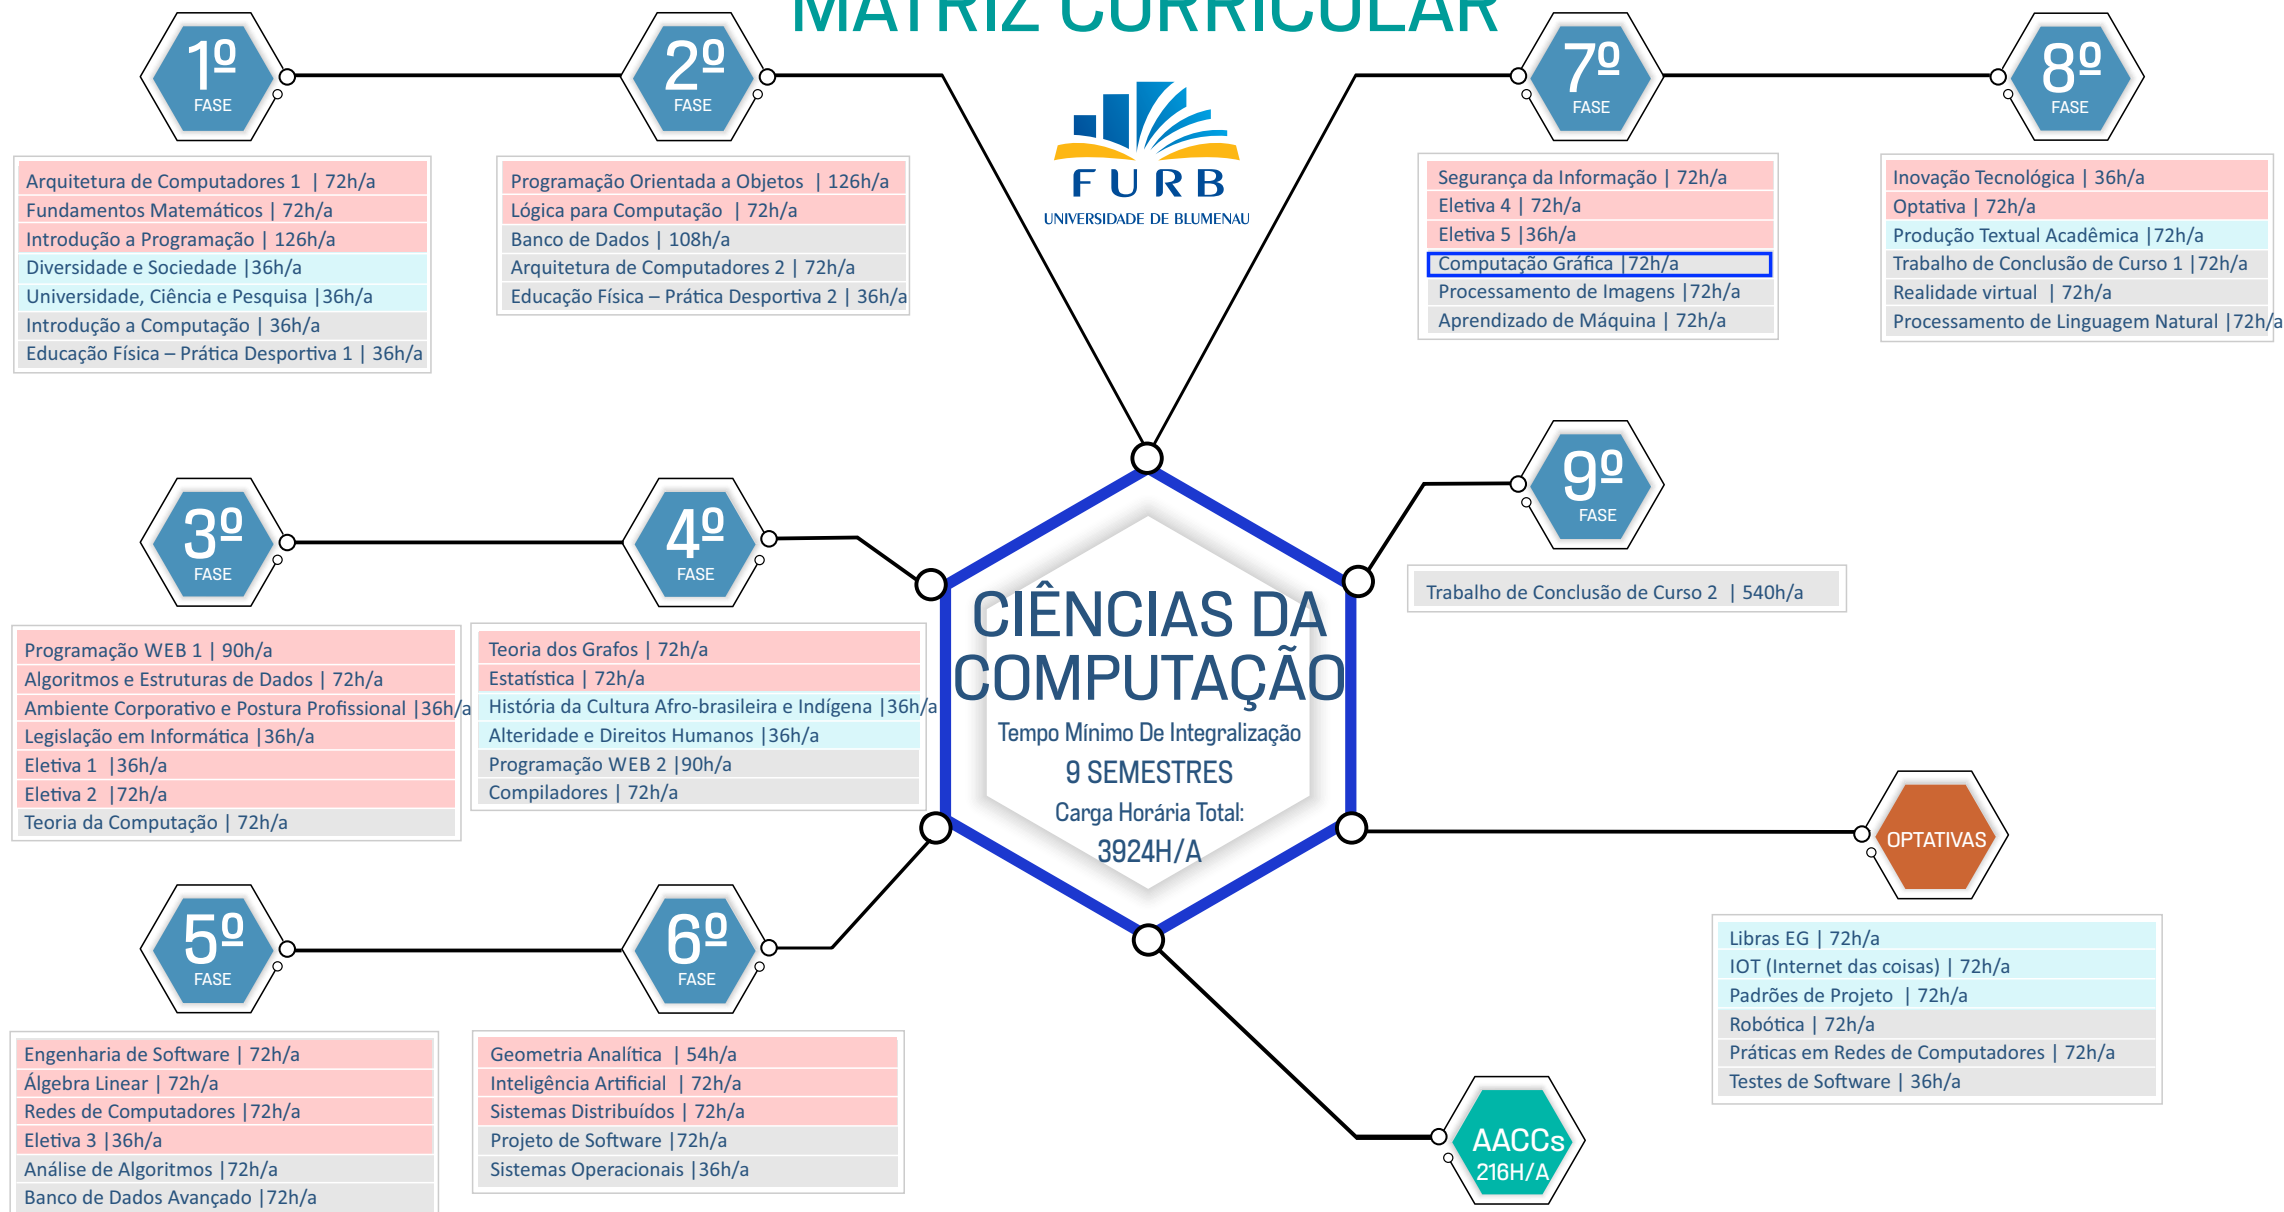 MATRIZ CURRICULAR
1º
FASE
Arquitetura de Computadores 1 | 72h/a
Fundamentos Matemáticos | 72h/a
Introdução a Programação | 126h/a
Diversidade e Sociedade |36h/a
Universidade, Ciência e Pesquisa |36h/a
Introdução a Computação | 36h/a
Educação Física – Prática Desportiva 1 | 36h/a
2º
FASE
Programação Orientada a Objetos | 126h/a
Lógica para Computação | 72h/a
Banco de Dados | 108h/a
Arquitetura de Computadores 2 | 72h/a
Educação Física – Prática Desportiva 2 | 36h/a
FURB
UNIVERSIDADE DE BLUMENAU
7º
FASE
Segurança da Informação | 72h/a
Eletiva 4 | 72h/a
Eletiva 5 |36h/a
Computação Gráfica |72h/a
Processamento de Imagens |72h/a
Aprendizado de Máquina | 72h/a
8º
FASE
Inovação Tecnológica | 36h/a
Optativa | 72h/a
Produção Textual Acadêmica |72h/a
Trabalho de Conclusão de Curso 1 |72h/a
Realidade virtual | 72h/a
Processamento de Linguagem Natural |72h/a
3º
FASE
Programação WEB 1 | 90h/a
Algoritmos e Estruturas de Dados | 72h/a
Ambiente Corporativo e Postura Profissional |36h/a
Legislação em Informática |36h/a
Eletiva 1 |36h/a
Eletiva 2 |72h/a
Teoria da Computação | 72h/a
4º
FASE
Teoria dos Grafos | 72h/a
Estatística | 72h/a
História da Cultura Afro-brasileira e Indígena |36h/a
Alteridade e Direitos Humanos |36h/a
Programação WEB 2 |90h/a
Compiladores | 72h/a
CIÊNCIAS DA
COMPUTAÇÃO
Tempo Mínimo De Integralização
9 SEMESTRES
Carga Horária Total:
3924H/A
9º
FASE
Trabalho de Conclusão de Curso 2 | 540h/a
5º
FASE
Engenharia de Software | 72h/a
Álgebra Linear | 72h/a
Redes de Computadores |72h/a
Eletiva 3 |36h/a
Análise de Algoritmos |72h/a
Banco de Dados Avançado |72h/a
6º
FASE
Geometria Analítica | 54h/a
Inteligência Artificial | 72h/a
Sistemas Distribuídos | 72h/a
Projeto de Software |72h/a
Sistemas Operacionais |36h/a
OPTATIVAS
Libras EG | 72h/a
IOT (Internet das coisas) | 72h/a
Padrões de Projeto | 72h/a
Robótica | 72h/a
Práticas em Redes de Computadores | 72h/a
Testes de Software | 36h/a
AACCs
216H/A